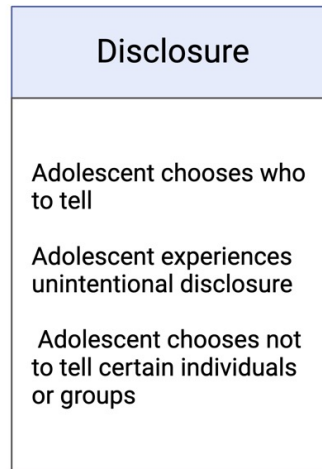 Disclosure
Adolescent chooses who
to tell
Adolescent experiences
unintentional disclosure
Adolescent chooses not
to tell certain individuals
or groups